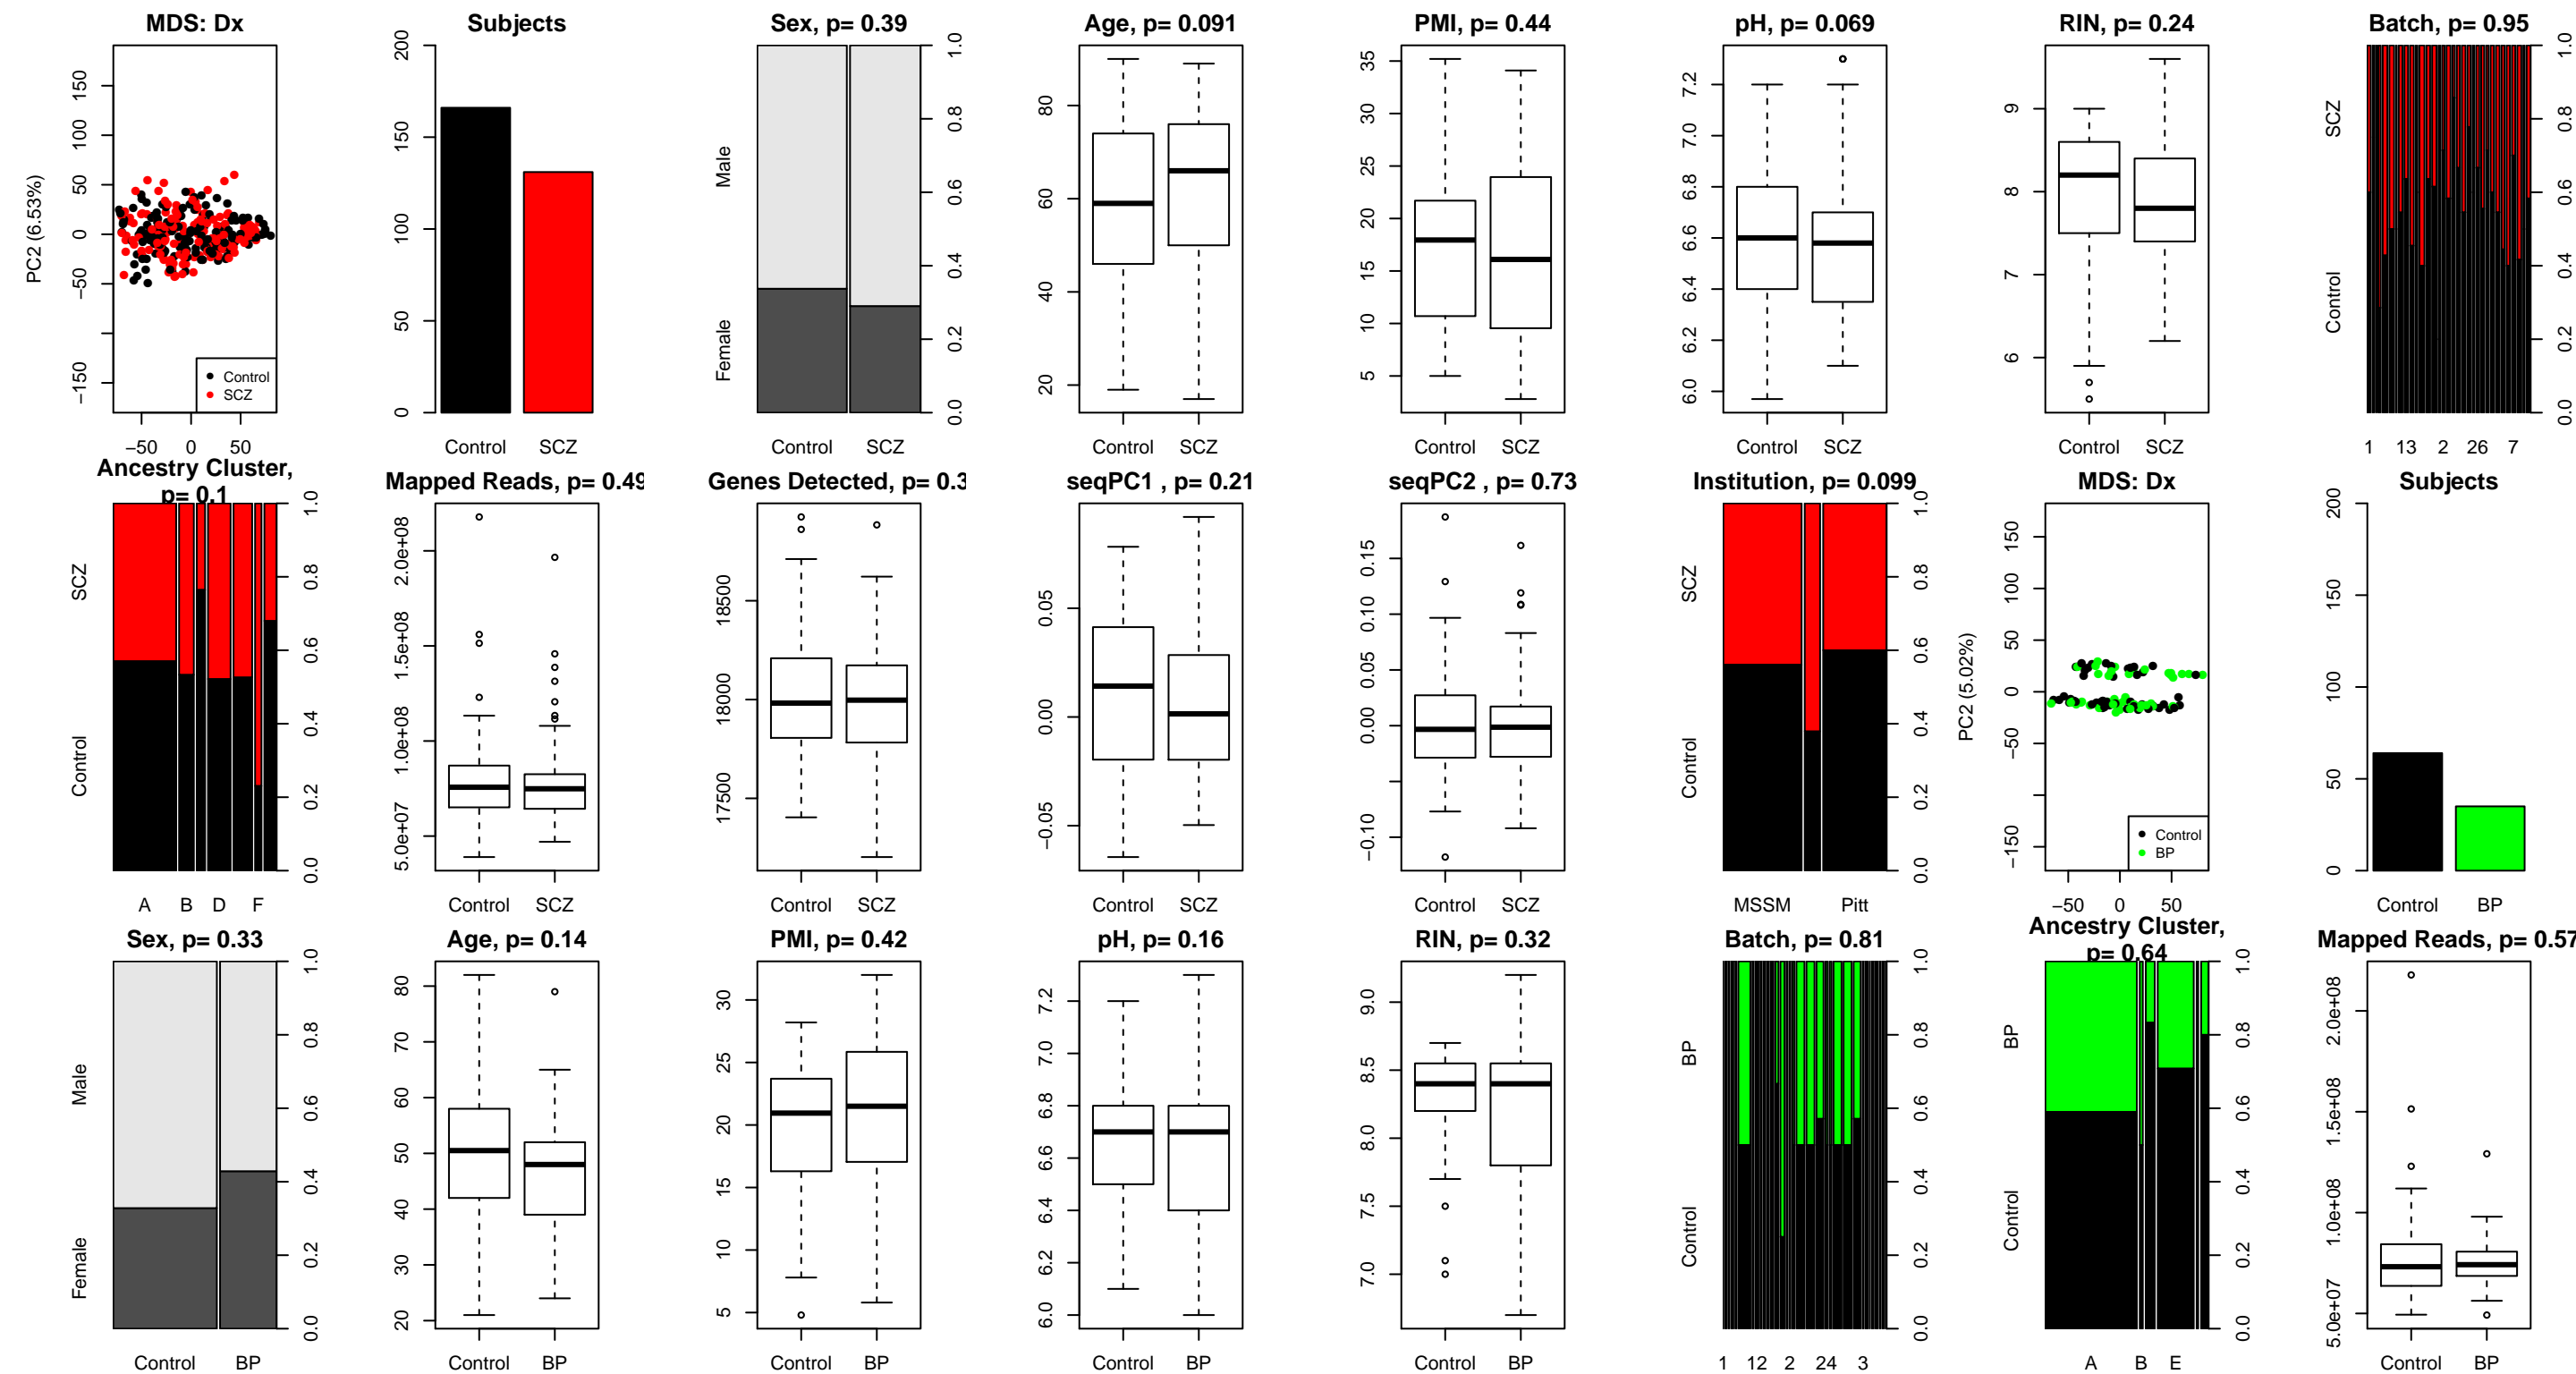 MDS: Dx
PC2 (6.53%)
150
100
50
0
−50
−150
−50 0 50
Control
SCZ
Subjects
200
150
100
50
0
Control SCZ
Sex, p= 0.39
Male
Female
1.0
0.8
0.6
0.4
0.2
0.0
Control SCZ
Age, p= 0.091
80
60
40
20
Control SCZ
PMI, p= 0.44
35
30
25
20
15
10
5
Control SCZ
pH, p= 0.069
7.2
7.0
6.8
6.6
6.4
6.2
6.0
Control SCZ
RIN, p= 0.24
9
8
7
6
Control SCZ
Batch, p= 0.95
SCZ
Control
1.0
0.8
0.6
0.4
0.2
0.0
1 13 2 26 7
Ancestry Cluster,
p= 0.1
SCZ
Control
1.0
0.8
0.6
0.4
0.2
0.0
A B D F
Mapped Reads, p= 0.49
2.0e+08
1.5e+08
1.0e+08
5.0e+07
Control SCZ
Genes Detected, p= 0.3
18500
18000
17500
Control SCZ
seqPC1 , p= 0.21
0.05
0.00
−0.05
Control SCZ
seqPC2 , p= 0.73
0.15
0.10
0.05
0.00
−0.10
Control SCZ
Institution, p= 0.099
SCZ
Control
1.0
0.8
0.6
0.4
0.2
0.0
MSSM Pitt
MDS: Dx
PC2 (5.02%)
150
100
50
0
−50
−150
−50 0 50
Control
BP
Subjects
200
150
100
50
0
Control BP
Sex, p= 0.33
Male
Female
1.0
0.8
0.6
0.4
0.2
0.0
Control BP
Age, p= 0.14
80
70
60
50
40
30
20
Control BP
PMI, p= 0.42
30
25
20
15
10
5
Control BP
pH, p= 0.16
7.2
7.0
6.8
6.6
6.4
6.2
6.0
Control BP
RIN, p= 0.32
9.0
8.5
8.0
7.5
7.0
Control BP
Batch, p= 0.81
BP
Control
1.0
0.8
0.6
0.4
0.2
0.0
1 12 2 24 3
Ancestry Cluster,
p= 0.64
BP
Control
1.0
0.8
0.6
0.4
0.2
0.0
A B E
Mapped Reads, p= 0.57
2.0e+08
1.5e+08
1.0e+08
5.0e+07
Control BP